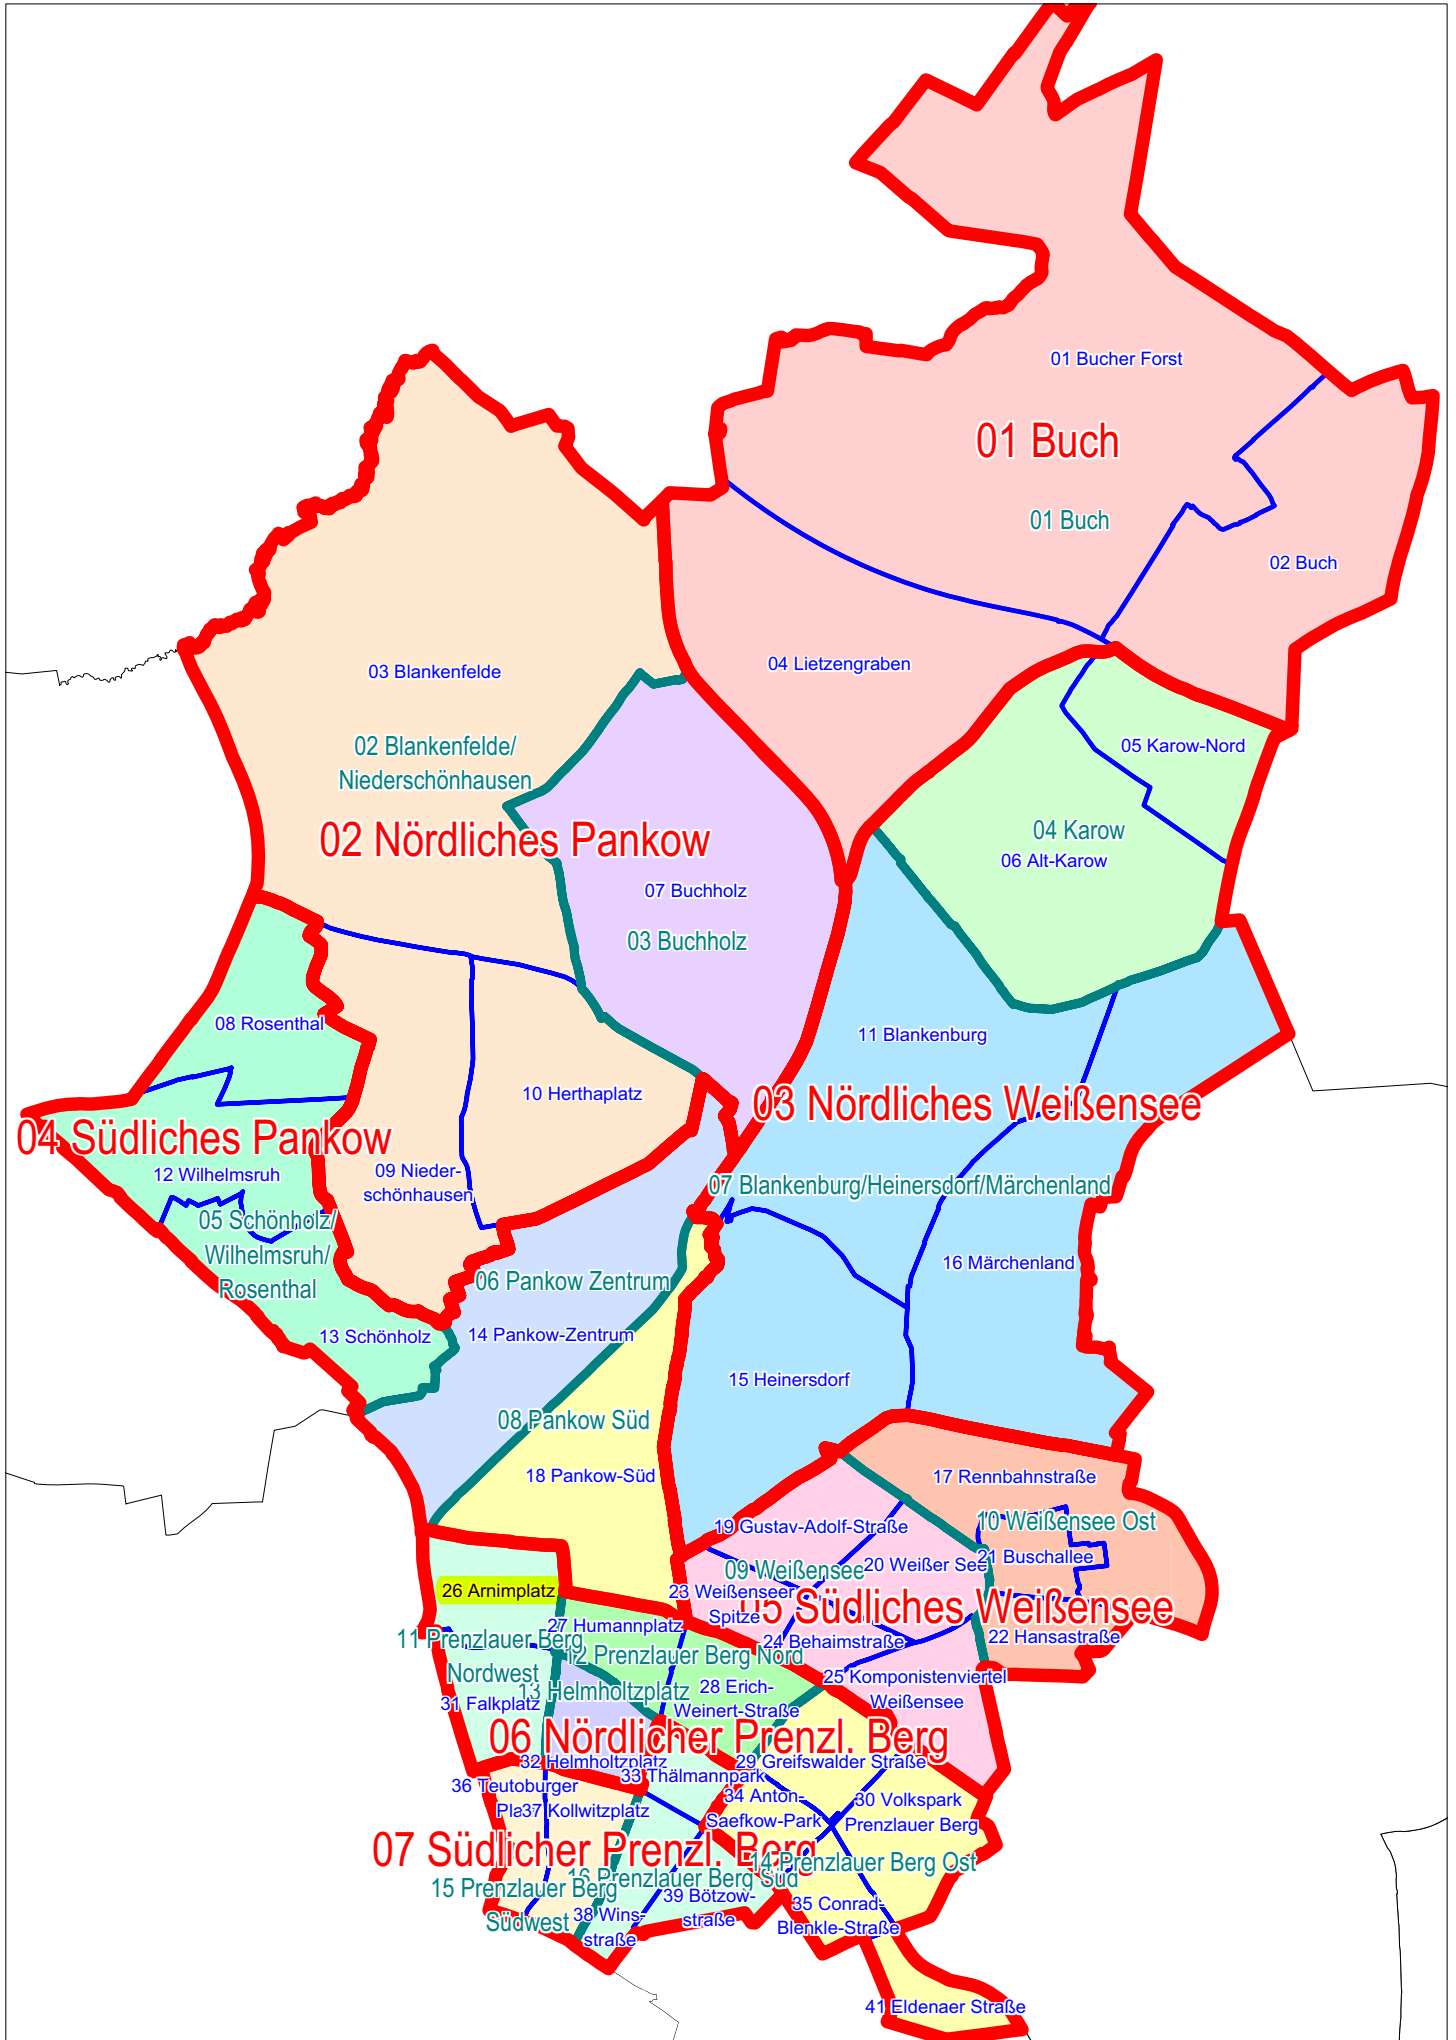 01 Bucher Forst
01 Buch
01 Buch
02 Buch
04 Lietzengraben
03 Blankenfelde
02 Blankenfelde/
Niederschönhausen
02 Nördliches Pankow
05 Karow-Nord
04 Karow
06 Alt-Karow
07 Buchholz
03 Buchholz
08 Rosenthal
11 Blankenburg
10 Herthaplatz
03 Nördliches Weißensee
04 Südliches Pankow
12 Wilhelmsruh
09 Nieder-
schönhausen
07 Blankenburg/Heinersdorf/Märchenland
05 Schönholz/
Wilhelmsruh/
Rosenthal
16 Märchenland
06 Pankow Zentrum
13 Schönholz
14 Pankow-Zentrum
15 Heinersdorf
08 Pankow Süd
18 Pankow-Süd
17 Rennbahnstraße
19 Gustav-Adolf-Straße
10 Weißensee Ost
20 Weißer See
21 Buschallee
09 Weißensee
26 Arnimplatz
23 Weißenseer
Spitze
05 Südliches Weißensee
27 Humannplatz
24 Behaimstraße
22 Hansastraße
11 Prenzlauer Berg
Nordwest
12 Prenzlauer Berg Nord
25 Komponistenviertel
Weißensee
13 Helmholtzplatz
28 Erich-
Weinert-Straße
31 Falkplatz
06 Nördlicher Prenzl. Berg
32 Helmholtzplatz
29 Greifswalder Straße
33 Thälmannpark
36 Teutoburger
Pla
37 Kollwitzplatz
34 Anton-
Saefkow-Park
30 Volkspark
Prenzlauer Berg
07 Südlicher Prenzl. Berg
14 Prenzlauer Berg Ost
16 Prenzlauer Berg Süd
15 Prenzlauer Berg
Südwest
39 Bötzow-
straße
38 Wins-
straße
35 Conrad-
Blenkle-Straße
41 Eldenaer Straße